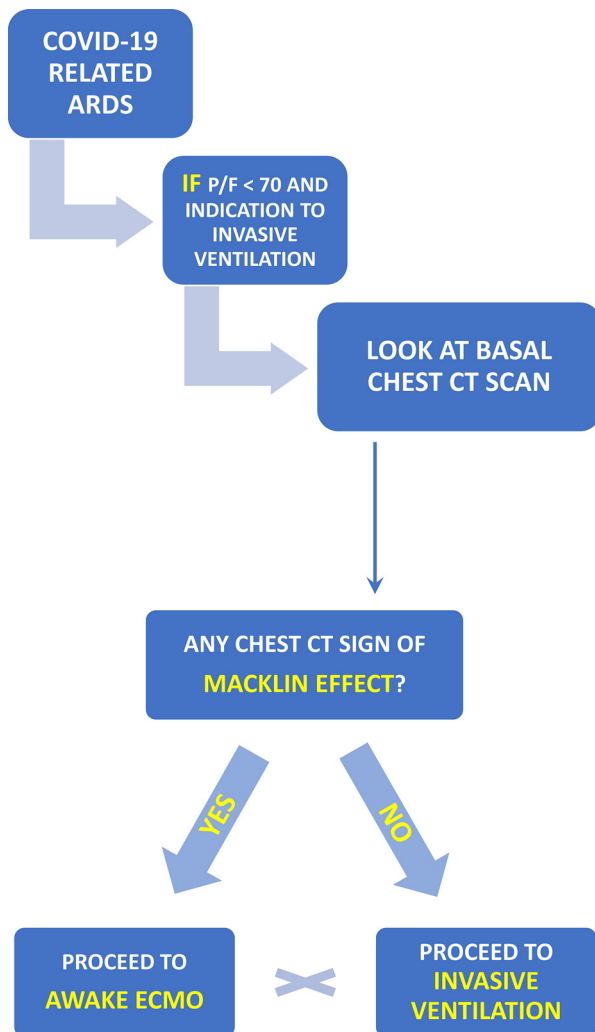 COVID-19
RELATED
ARDS
IF P/F < 70 AND
INDICATION TO
INVASIVE
VENTILATION
LOOK AT BASAL
CHEST CT SCAN
ANY CHEST CT SIGN OF
MACKLIN EFFECT?
YES
NO
PROCEED TO
AWAKE ECMO
PROCEED TO
INVASIVE
VENTILATION